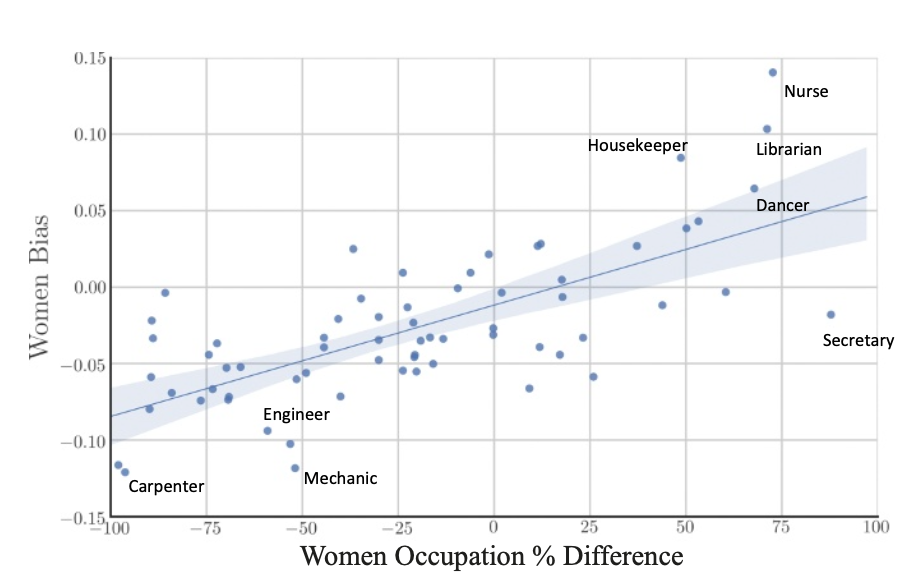 0.15
Nurse
0.10
Housekeeper
Librarian
0.05
Dancer
Women Bias
0.00
Secretary
−0.05
Engineer
−0.10
Mechanic
Carpenter
−0.15
−100 −75 −50 −25 0 25 50 75 100
Women Occupation % Difference